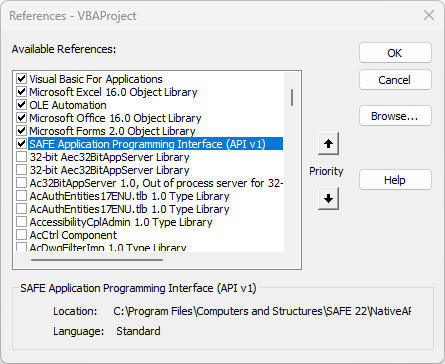 References - VBAProject
Available References:
OK
Visual Basic For Applications
Microsoft Excel 16.0 Object Library
OLE Automation
Microsoft Office 16.0 Object Library
Microsoft Forms 2.0 Object Library
SAFE Application Programming Interface (API v1)
32-bit Aec32BitAppServer Library
32-bit Aec32BitAppServer Library
Ac32BitAppServer 1.0, Out of process server for 32-
AcAuthEntities17ENU.tlb 1.0 Type Library
AcAuthEntities17ENU.tlb 1.0 Type Library
AccessibilityCplAdmin 1.0 Type Library
AcCtrl Component
AcDwgFilterImp 1.0 Type Library
Cancel
Browse...
Priority
Help
SAFE Application Programming Interface (API v1)
Location: C:\Program Files\Computers and Structures\SAFE 22\NativeAP
Language: Standard